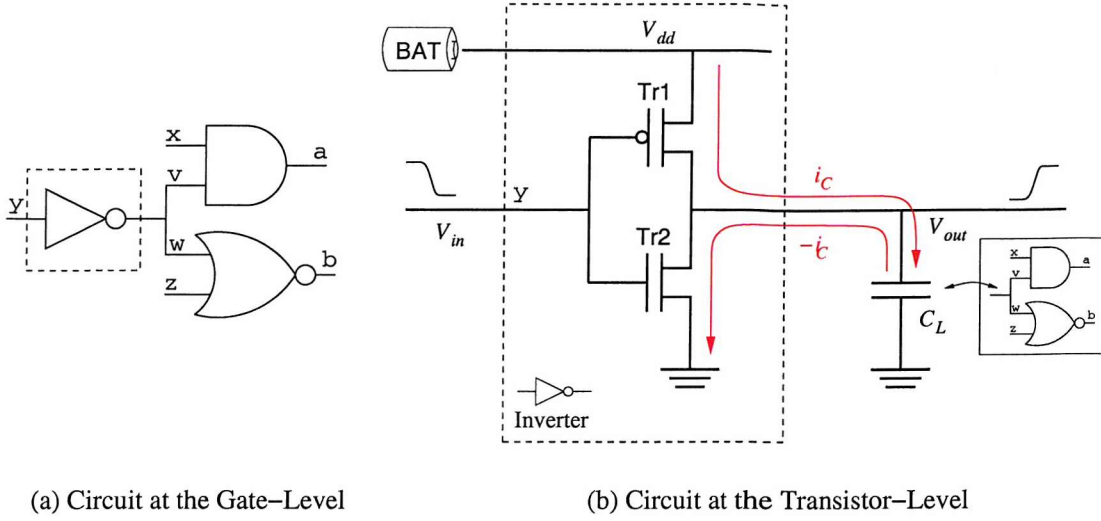 x
a
v
y
w
b
z
(a) Circuit at the Gate–Level
BAT
V_dd
Tr1
i_C
y
V_in
V_out
Tr2
-i_C
C_L
x
a
v
w
b
z
Inverter
(b) Circuit at the Transistor–Level